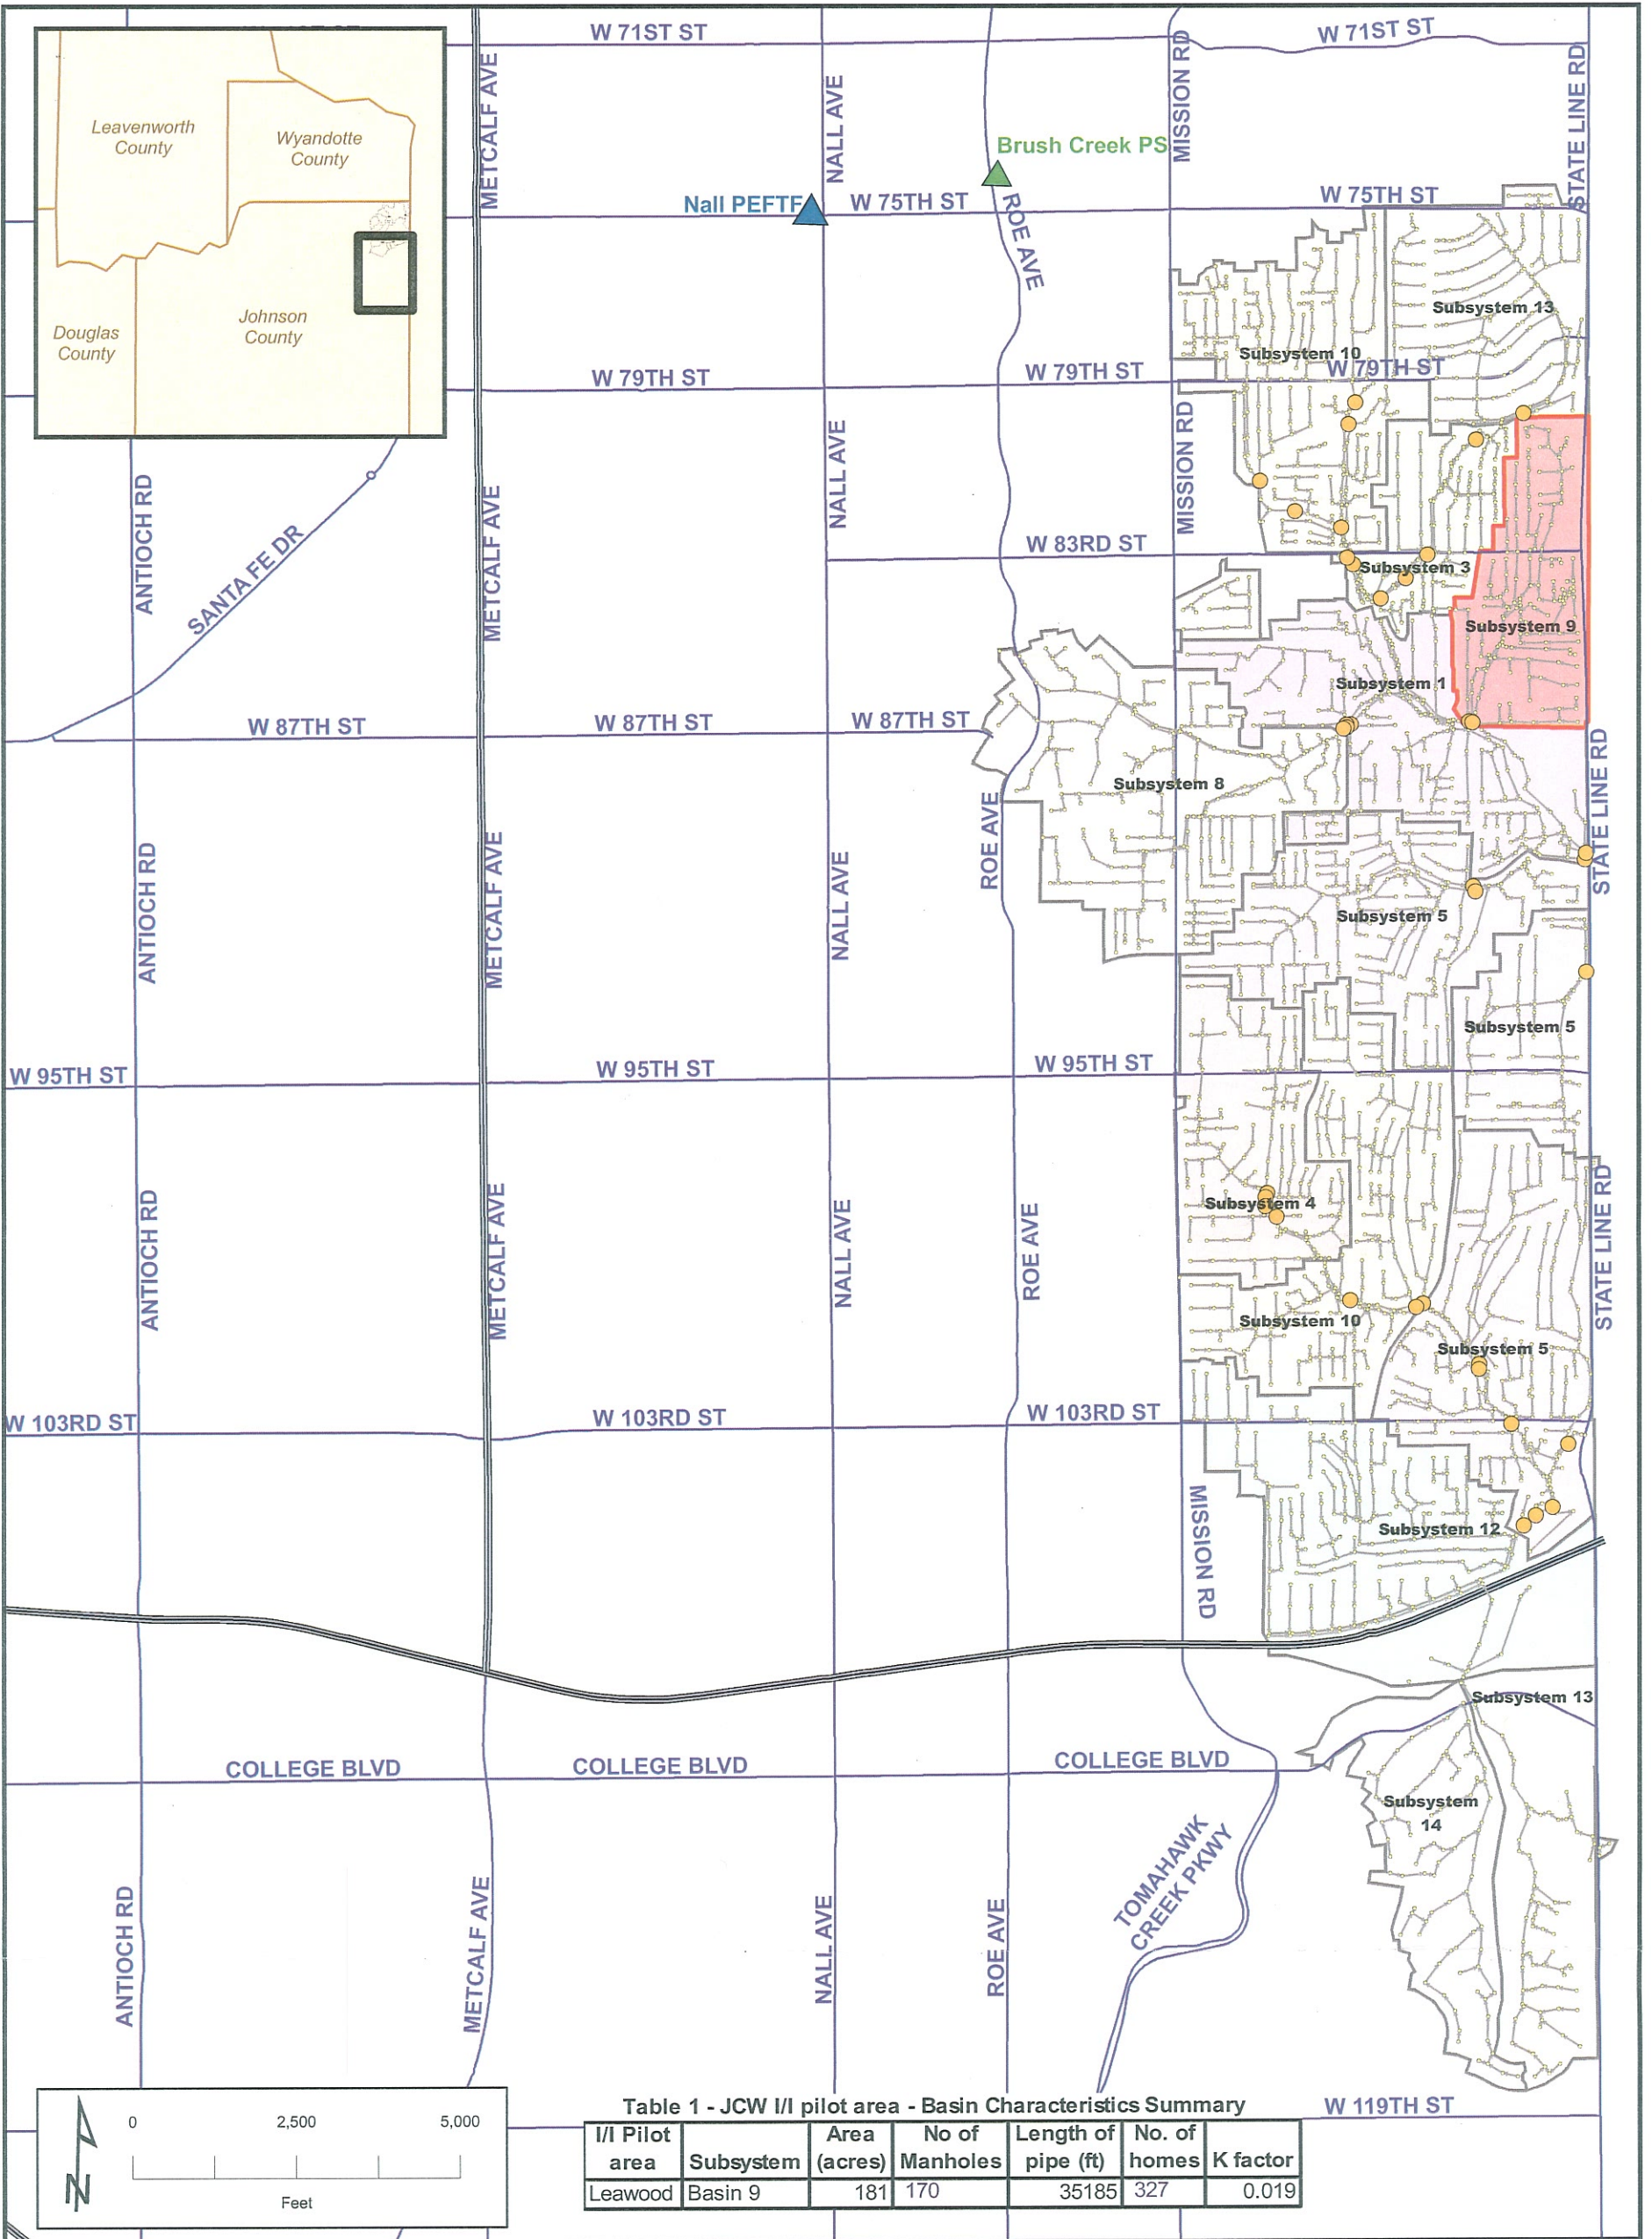 W 71ST ST
W 71ST ST
METCALF AVE
NALL AVE
MISSION RD
STATE LINE RD
Leavenworth
County
Wyandotte
County
Douglas
County
Johnson
County
Brush Creek PS
Nall PEFTF
W 75TH ST
W 75TH ST
ROE AVE
Subsystem 13
Subsystem 10
W 79TH ST
W 79TH ST
W 79TH ST
ANTIOCH RD
SANTA FE DR
METCALF AVE
NALL AVE
MISSION RD
W 83RD ST
Subsystem 3
Subsystem 9
Subsystem 1
W 87TH ST
W 87TH ST
W 87TH ST
Subsystem 8
STATE LINE RD
ANTIOCH RD
METCALF AVE
NALL AVE
ROE AVE
Subsystem 5
Subsystem 5
W 95TH ST
W 95TH ST
W 95TH ST
ANTIOCH RD
METCALF AVE
NALL AVE
ROE AVE
STATE LINE RD
Subsystem 4
Subsystem 10
Subsystem 5
W 103RD ST
W 103RD ST
W 103RD ST
MISSION RD
Subsystem 12
Subsystem 13
COLLEGE BLVD
COLLEGE BLVD
COLLEGE BLVD
Subsystem
14
TOMAHAWK
CREEK PKWY
ANTIOCH RD
METCALF AVE
NALL AVE
ROE AVE
W 119TH ST
N
0 2,500 5,000
Feet
Table 1 - JCW I/I pilot area - Basin Characteristics Summary
I/I Pilot area Subsystem Area (acres) No of Manholes Length of pipe (ft) No. of homes K factor
Leawood Basin 9 181 170 35185 327 0.019